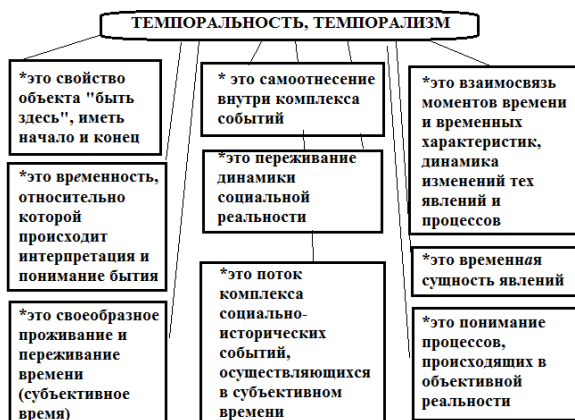 ТЕМПОРАЛЬНОСТЬ, ТЕМПОРАЛИЗМ
*это свойство
объекта "быть
здесь", иметь
начало и конец
*это временность,
относительно
которой
происходит
интерпретация и
понимание бытия
*это своеобразное
проживание и
переживание
времени
(субъективное
время)
* это самоотнесение
внутри комплекса
событий
*это переживание
динамики
социальной
реальности
*это поток
комплекса
социально-
исторических
событий,
осуществляющихся
в субъективном
времени
*это взаимосвязь
моментов времени
и временных
характеристик,
динамика
изменений тех
явлений и
процессов
*это временная
сущность явлений
*это понимание
процессов,
происходящих в
объективной
реальности